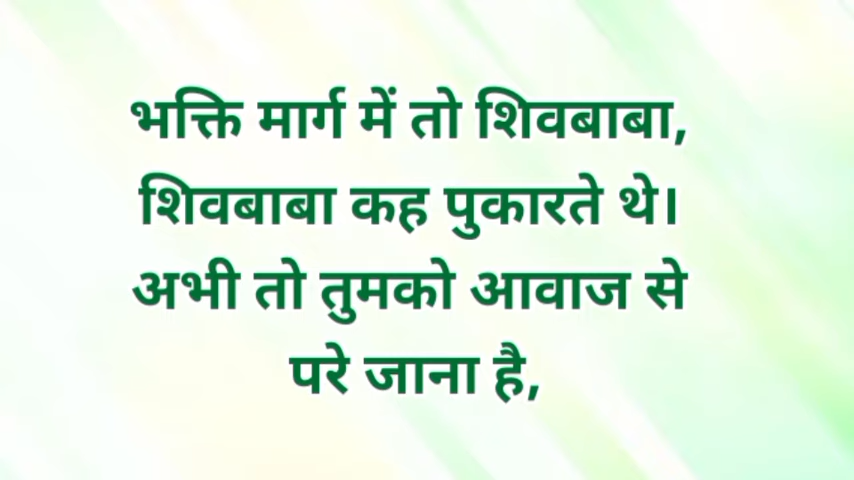 भक्ति मार्ग में तो शिवबाबा,
शिवबाबा कह पुकारते थे।
अभी तो तुमको आवाज से
परे जाना है,